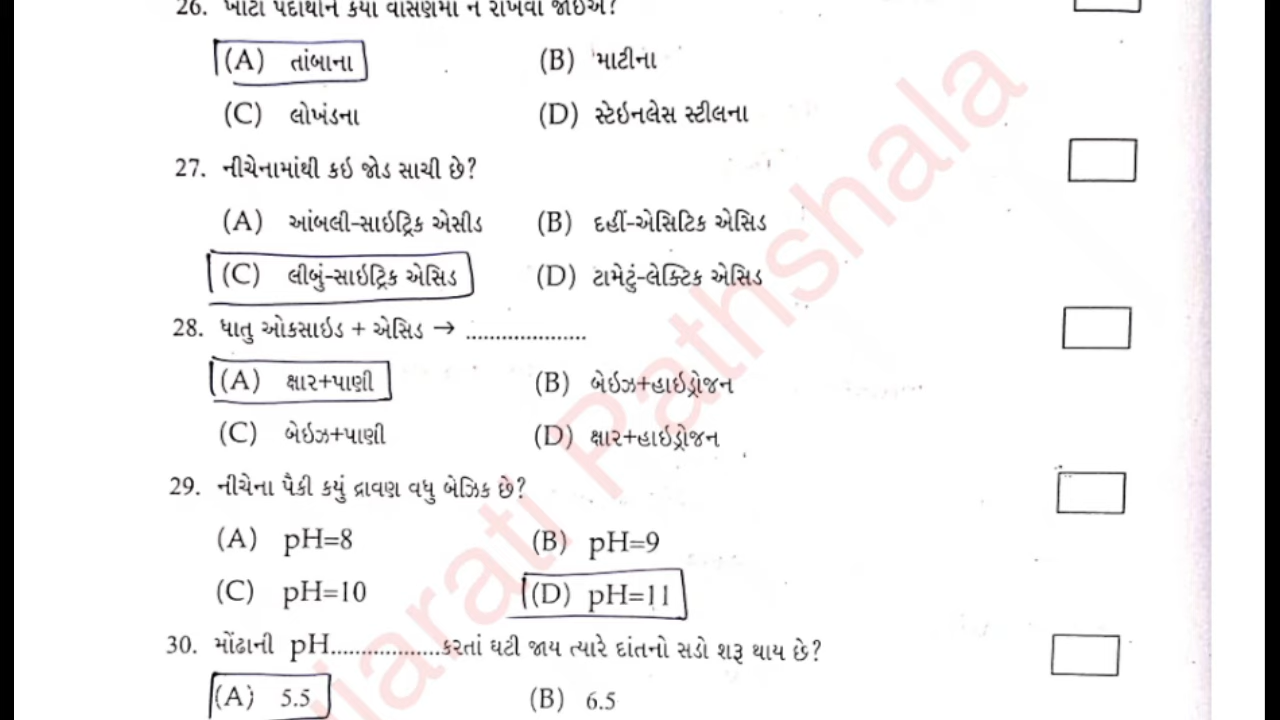 26. ખાટા પદાર્થોને કયા વાસણમાં ન રાખવા જોઇએ?
(A) તાંબાના (B) માટીના
(C) લોખંડના (D) સ્ટેઇનલેસ સ્ટીલના
27. નીચેનામાંથી કઇ જોડ સાચી છે?
(A) આંબલી-સાઇટ્રિક એસીડ (B) દહીં-એસિટિક એસિડ
(C) લીબું-સાઇટ્રિક એસિડ (D) ટામેટું-લેક્ટિક એસિડ
28. ધાતુ ઓકસાઇડ + એસિડ → .....................
(A) ક્ષાર+પાણી (B) બેઇઝ+હાઇડ્રોજન
(C) બેઇઝ+પાણી (D) ક્ષાર+હાઇડ્રોજન
29. નીચેના પૈકી કયું દ્રાવણ વધુ બેઝિક છે?
(A) pH=8 (B) pH=9
(C) pH=10 (D) pH=11
30. મોંઢાની pH...................કરતાં ઘટી જાય ત્યારે દાંતનો સડો શરૂ થાય છે?
(A) 5.5 (B) 6.5
jarati Pathshala